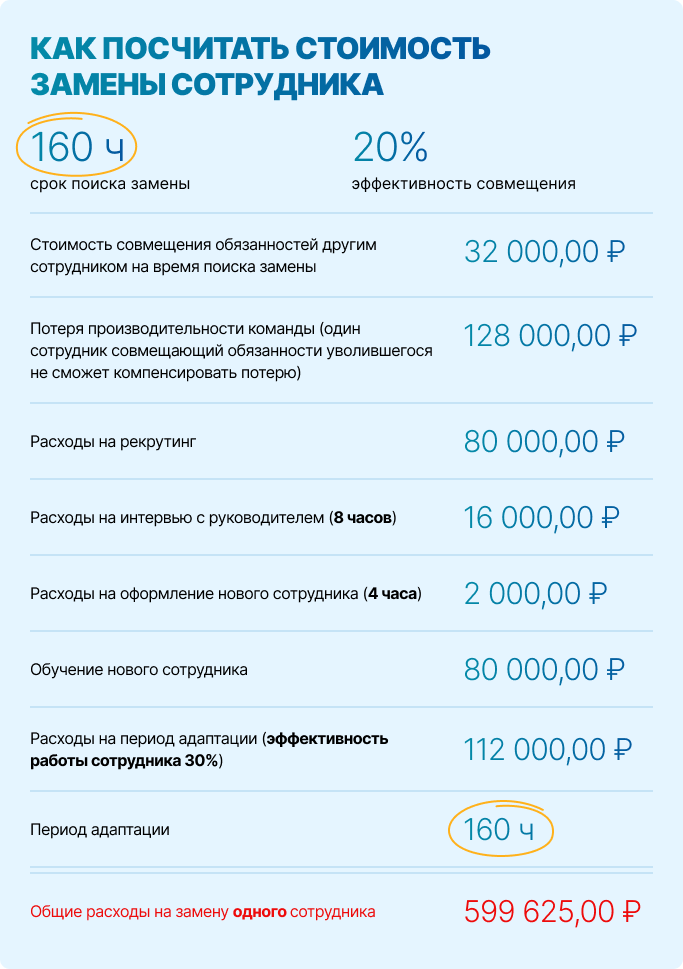 КАК ПОСЧИТАТЬ СТОИМОСТЬ
ЗАМЕНЫ СОТРУДНИКА
160 ч
срок поиска замены
20%
эффективность совмещения
Стоимость совмещения обязанностей другим
сотрудником на время поиска замены
32 000,00 ₽
Потеря производительности команды (один
сотрудник совмещающий обязанности уволившегося
не сможет компенсировать потерю)
128 000,00 ₽
Расходы на рекрутинг
80 000,00 ₽
Расходы на интервью с руководителем (8 часов)
16 000,00 ₽
Расходы на оформление нового сотрудника (4 часа)
2 000,00 ₽
Обучение нового сотрудника
80 000,00 ₽
Расходы на период адаптации (эффективность
работы сотрудника 30%)
112 000,00 ₽
Период адаптации
160 ч
Общие расходы на замену одного сотрудника
599 625,00 ₽